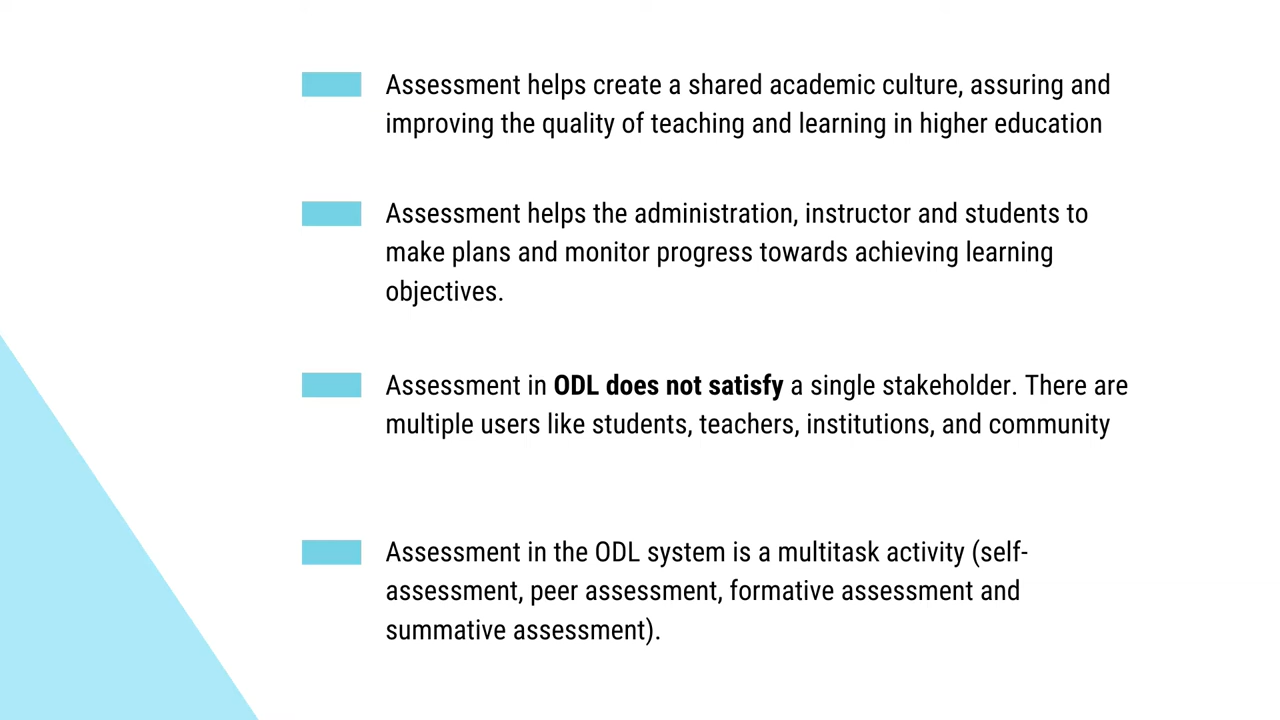 Assessment helps create a shared academic culture, assuring and
improving the quality of teaching and learning in higher education
Assessment helps the administration, instructor and students to
make plans and monitor progress towards achieving learning
objectives.
Assessment in ODL does not satisfy a single stakeholder. There are
multiple users like students, teachers, institutions, and community
Assessment in the ODL system is a multitask activity (self-
assessment, peer assessment, formative assessment and
summative assessment).